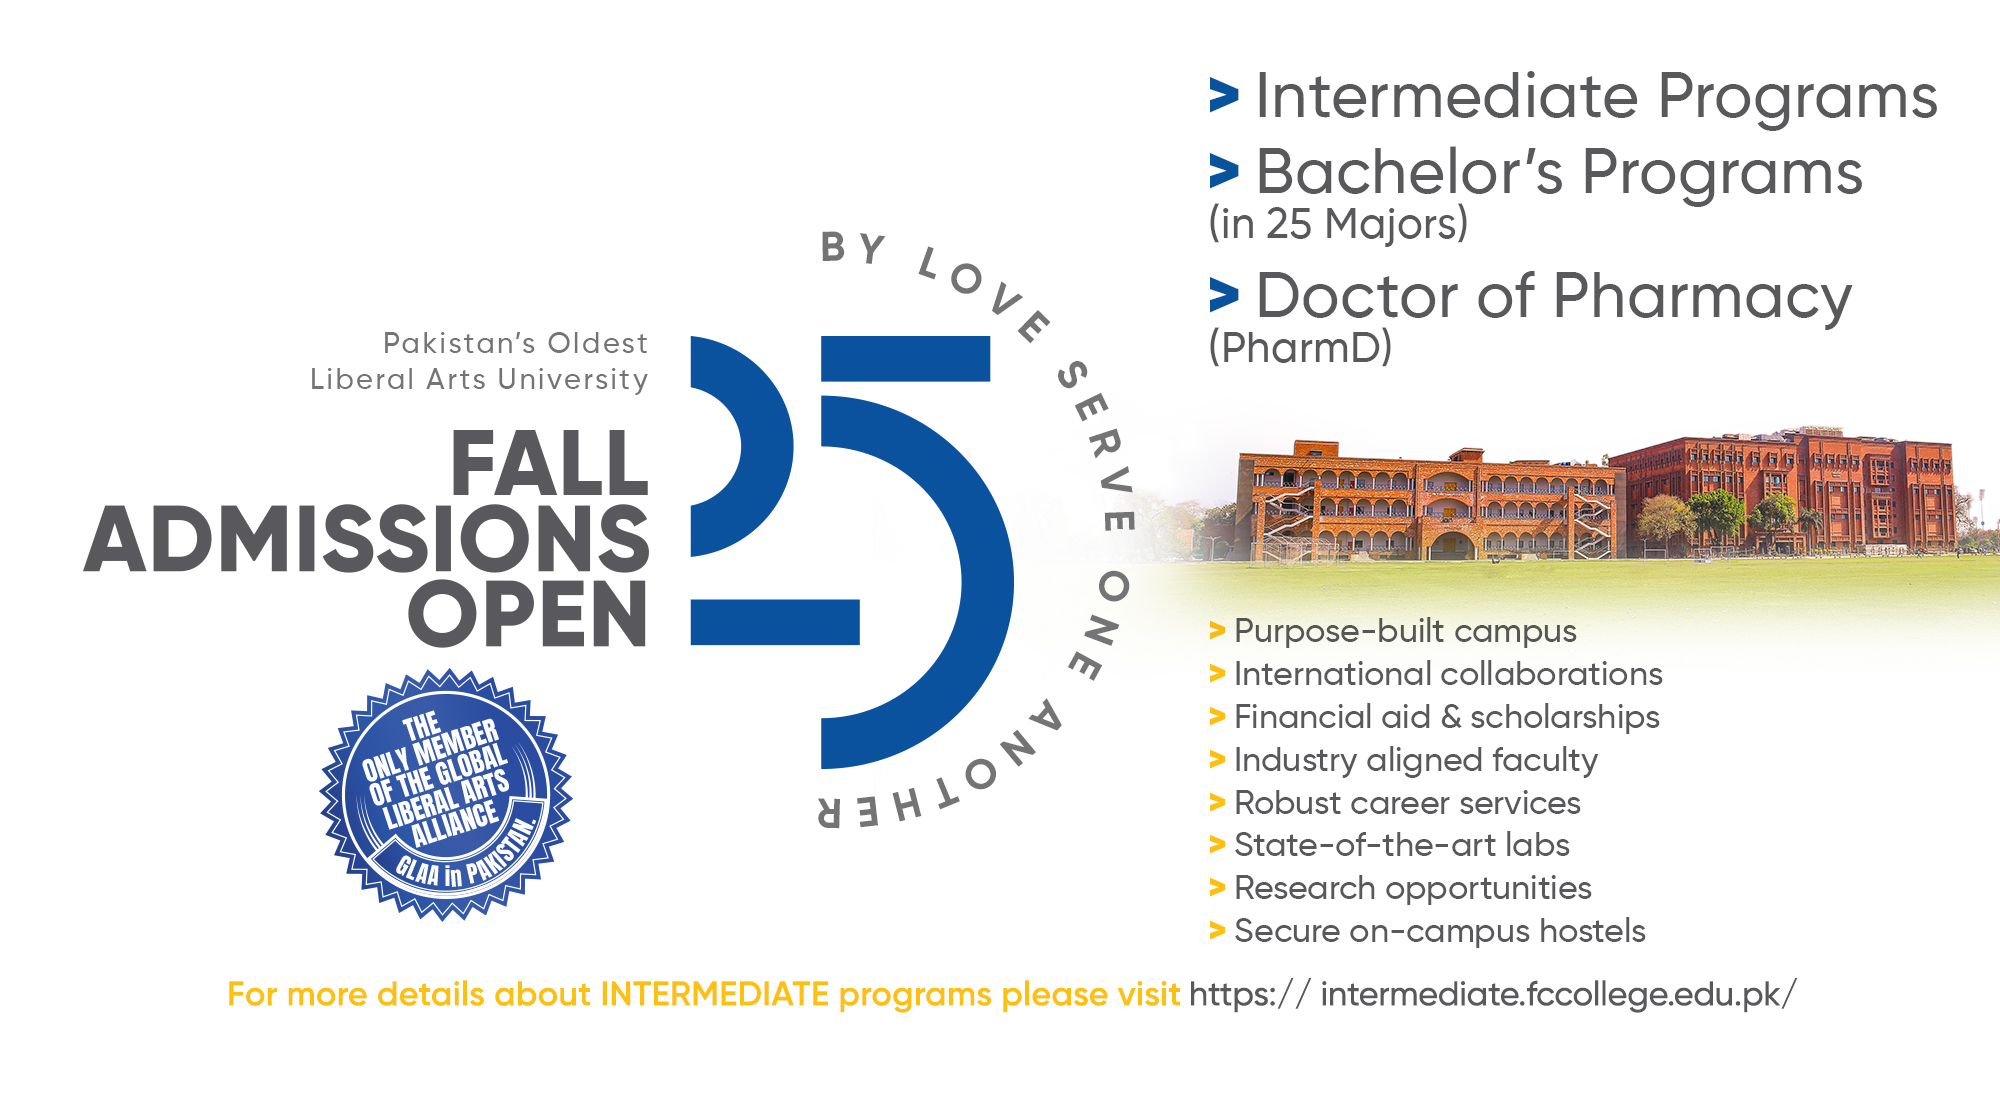 Pakistan's Oldest
Liberal Arts University
FALL
ADMISSIONS
OPEN
25
BY LOVE SERVE ONE ANOTHER
THE
ONLY MEMBER
OF THE GLOBAL
LIBERAL ARTS
ALLIANCE
GLAA in PAKISTAN.
> Intermediate Programs
> Bachelor’s Programs
(in 25 Majors)
> Doctor of Pharmacy
(PharmD)
> Purpose-built campus
> International collaborations
> Financial aid & scholarships
> Industry aligned faculty
> Robust career services
> State-of-the-art labs
> Research opportunities
> Secure on-campus hostels
For more details about INTERMEDIATE programs please visit https:// intermediate.fccollege.edu.pk/